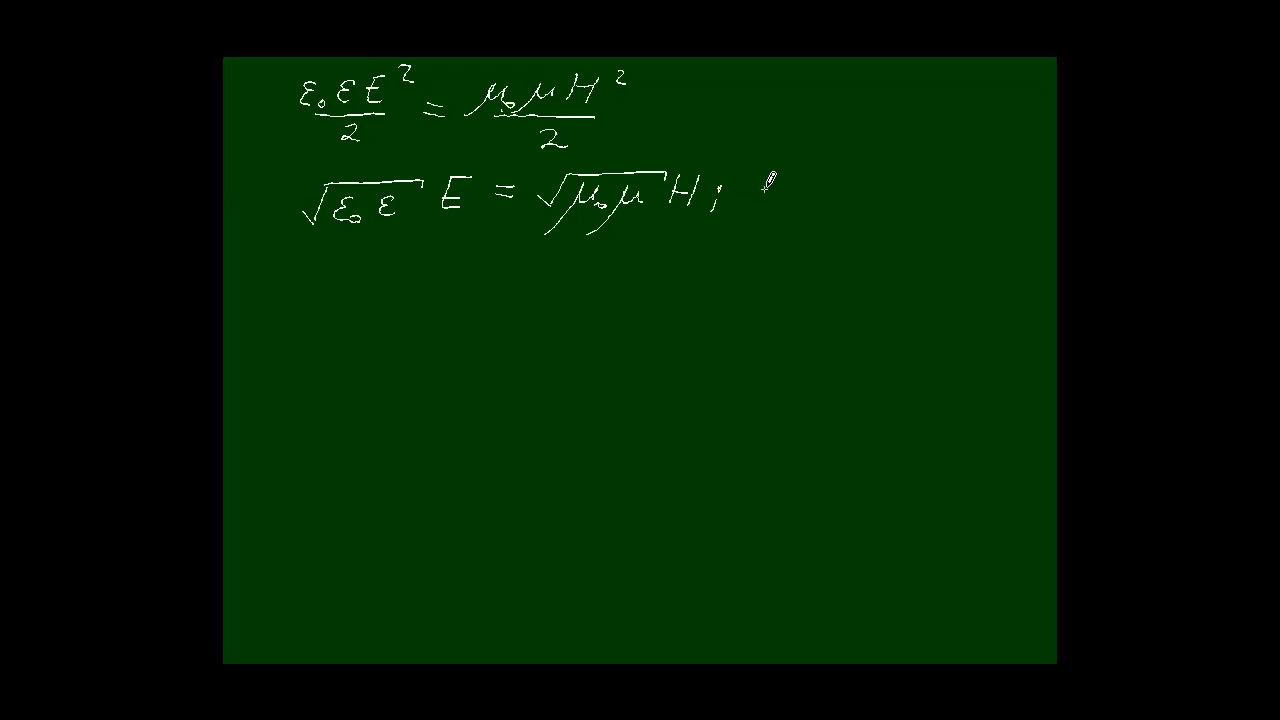 ε₀εE²/2 = μ₀μH²/2
√ε₀ε E = √μ₀μ H;